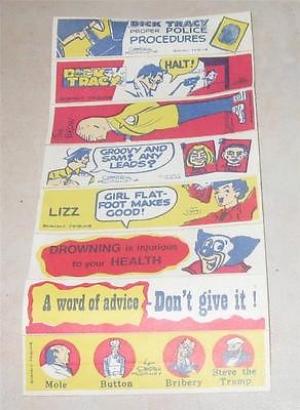 DICK TRACY
PROPER POLICE
PROCEDURES
DICK
TRACY
HALT!
GROOVY AND
SAM? ANY
LEADS?
LIZZ
GIRL FLAT-
FOOT MAKES
GOOD!
DROWNING is injurious
to your HEALTH
A word of advice - Don't give it!
Mole
Button
by
Bribery
Steve the
Tramp